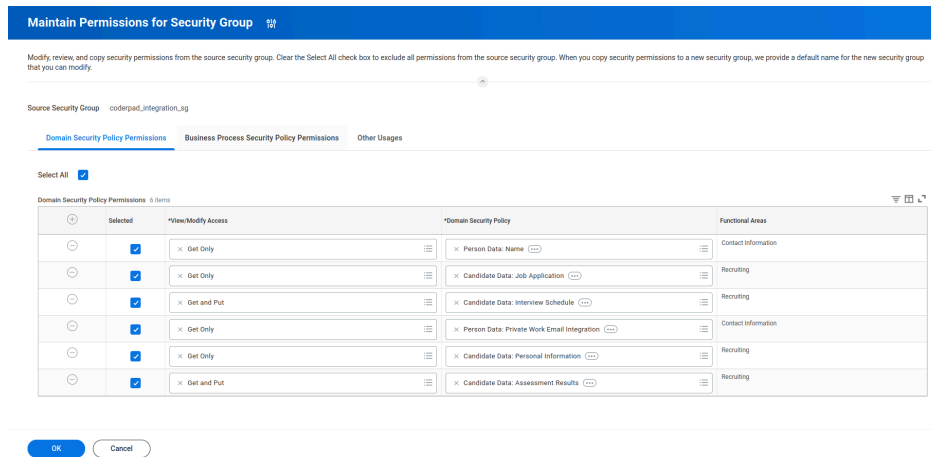 Maintain Permissions for Security Group
Modify, review, and copy security permissions from the source security group. Clear the Select All check box to exclude all permissions from the source security group. When you copy security permissions to a new security group, we provide a default name for the new security group
that you can modify.
Source Security Group coderpad_integration_sg
Domain Security Policy Permissions Business Process Security Policy Permissions Other Usages
Select All
Domain Security Policy Permissions 6 items
Selected *View/Modify Access *Domain Security Policy Functional Areas
Get Only Person Data: Name Contact Information
Get Only Candidate Data: Job Application Recruiting
Get and Put Candidate Data: Interview Schedule Recruiting
Get Only Person Data: Private Work Email Integration Contact Information
Get Only Candidate Data: Personal Information Recruiting
Get and Put Candidate Data: Assessment Results Recruiting
OK Cancel